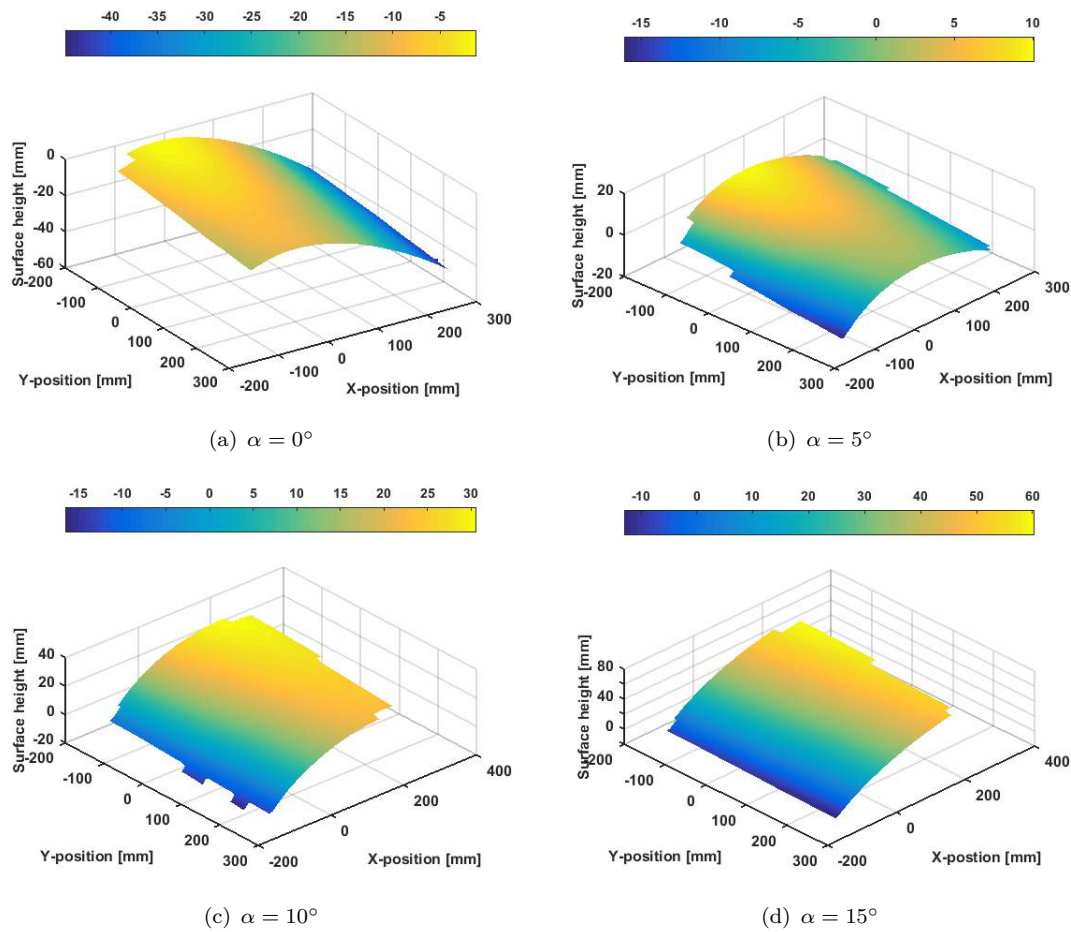 -40 -35 -30 -25 -20 -15 -10 -5
Surface height [mm]
0
-20
-40
-60
-200
-100
0
100
200
300
Y-position [mm]
-200
-100
0
100
200
300
X-position [mm]
(a) α = 0°
-15 -10 -5 0 5 10
Surface height [mm]
20
0
-20
-200
-100
0
100
200
300
Y-position [mm]
-200
-100
0
100
200
300
X-position [mm]
(b) α = 5°
-15 -10 -5 0 5 10 15 20 25 30
Surface height [mm]
40
20
0
-20
-200
-100
0
100
200
300
Y-position [mm]
-200
0
200
400
X-position [mm]
(c) α = 10°
-10 0 10 20 30 40 50 60
Surface height [mm]
80
40
0
-200
-100
0
100
200
300
Y-position [mm]
-200
0
200
400
X-postion [mm]
(d) α = 15°